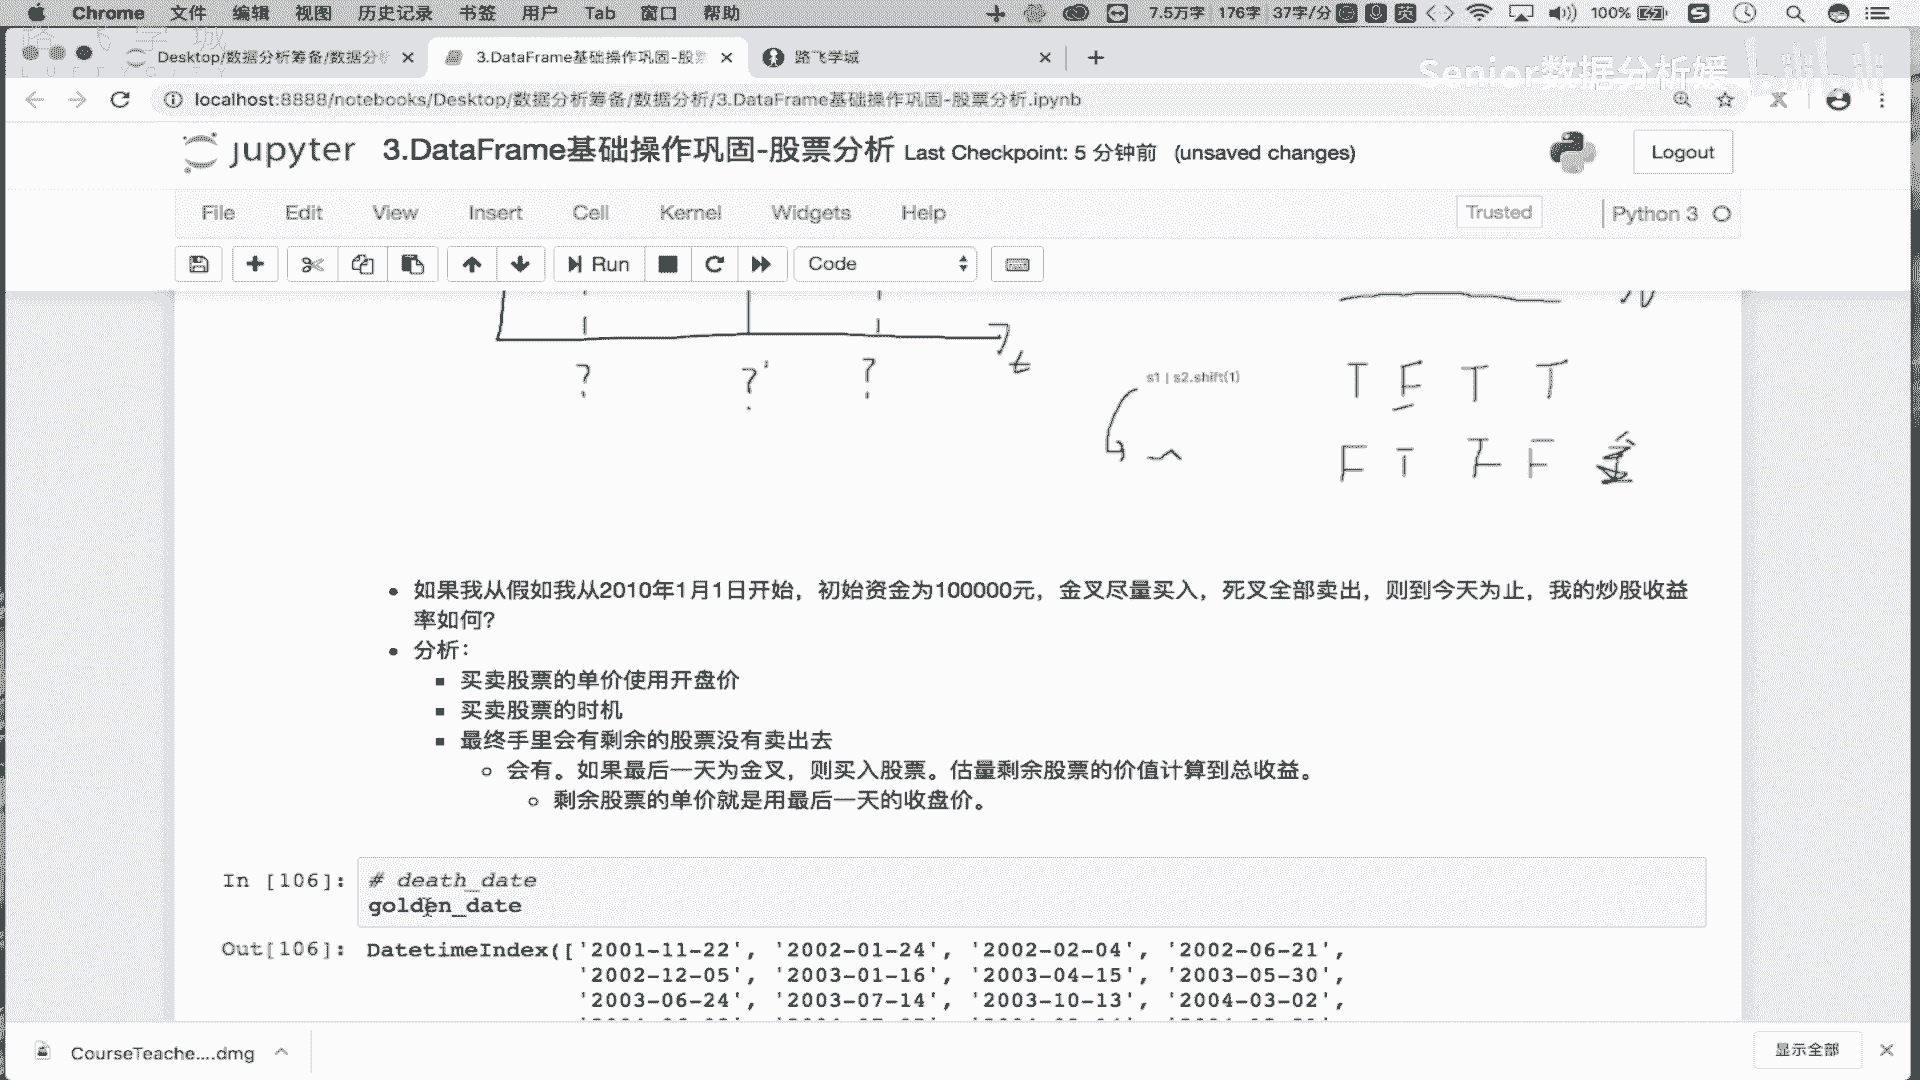 Chrome 文件 编辑 视图 历史记录 书签 用户 Tab 窗口 帮助 7.5万字 176字 37字/分 英 100%
Desktop/数据分析筹备/数据分析 3.DataFrame基础操作巩固-股票 路飞学城
Senior数据分析媛 bilibili
localhost:8888/notebooks/Desktop/数据分析筹备/数据分析/3.DataFrame基础操作巩固-股票分析.ipynb
jupyter 3.DataFrame基础操作巩固-股票分析 Last Checkpoint: 5 分钟前 (unsaved changes) Logout
File Edit View Insert Cell Kernel Widgets Help Trusted Python 3
Run Code
t
? ? ?
s1 | s2.shift(1)
T F T T
F T F F 金
如果我从假如我从2010年1月1日开始，初始资金为100000元，金叉尽量买入，死叉全部卖出，则到今天为止，我的炒股收益
率如何?
分析：
买卖股票的单价使用开盘价
买卖股票的时机
最终手里会有剩余的股票没有卖出去
会有。如果最后一天为金叉，则买入股票。估量剩余股票的价值计算到总收益。
剩余股票的单价就是用最后一天的收盘价。
In [106]: # death_date
golden_date
Out[106]: DatetimeIndex(['2001-11-22', '2002-01-24', '2002-02-04', '2002-06-21',
'2002-12-05', '2003-01-16', '2003-04-15', '2003-05-30',
'2003-06-24', '2003-07-14', '2003-10-13', '2004-03-02',
CourseTeache....dmg 显示全部